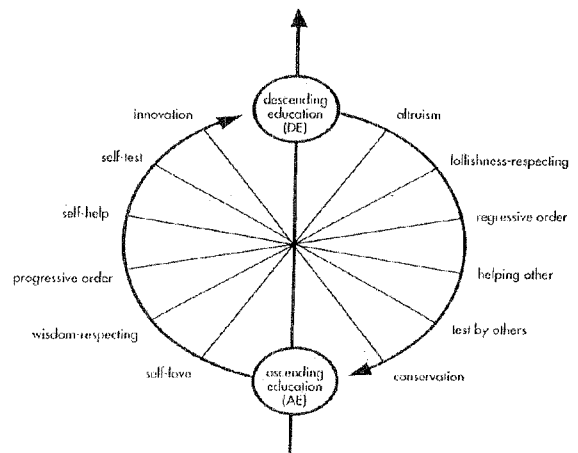 descending
education
(DE)
innovation
altruism
self-test
follishness-respecting
self-help
regressive order
progressive order
helping other
wisdom-respecting
test by others
self-love
ascending
education
(AE)
conservation